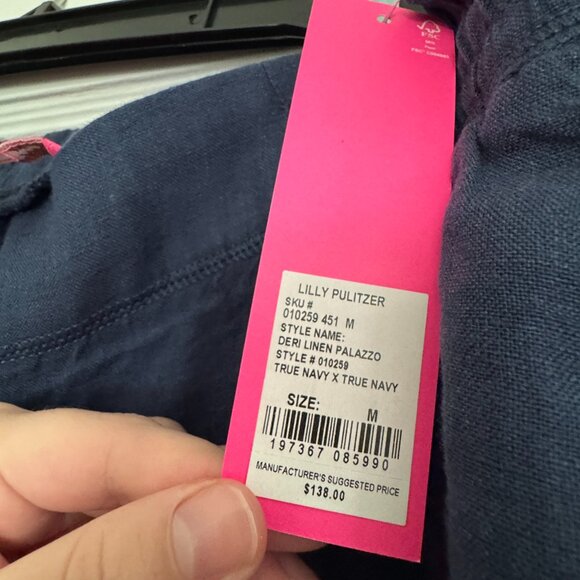 FSC
LILLY PULITZER
SKU #
010259 451 M
STYLE NAME:
DERI LINEN PALAZZO
STYLE # 010259
TRUE NAVY X TRUE NAVY
SIZE: M
197367 085990
MANUFACTURER'S SUGGESTED PRICE
$138.00